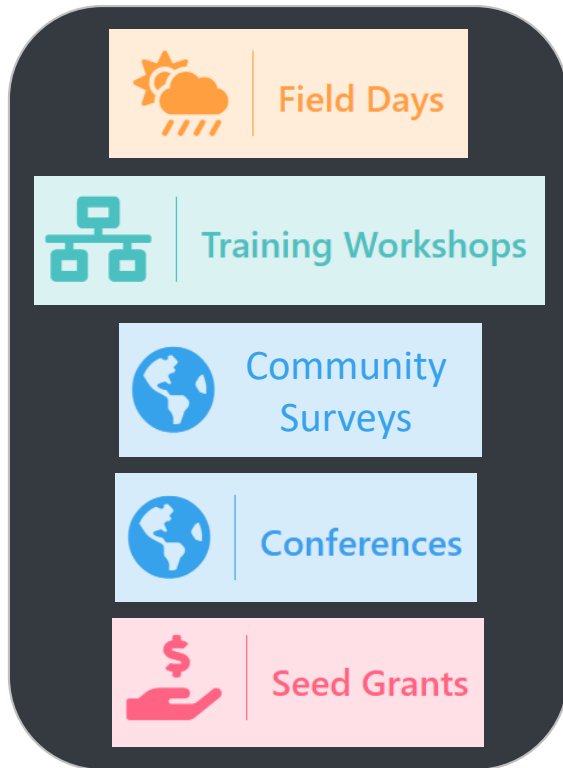 Field Days
Training Workshops
Community
Surveys
Conferences
$
Seed Grants